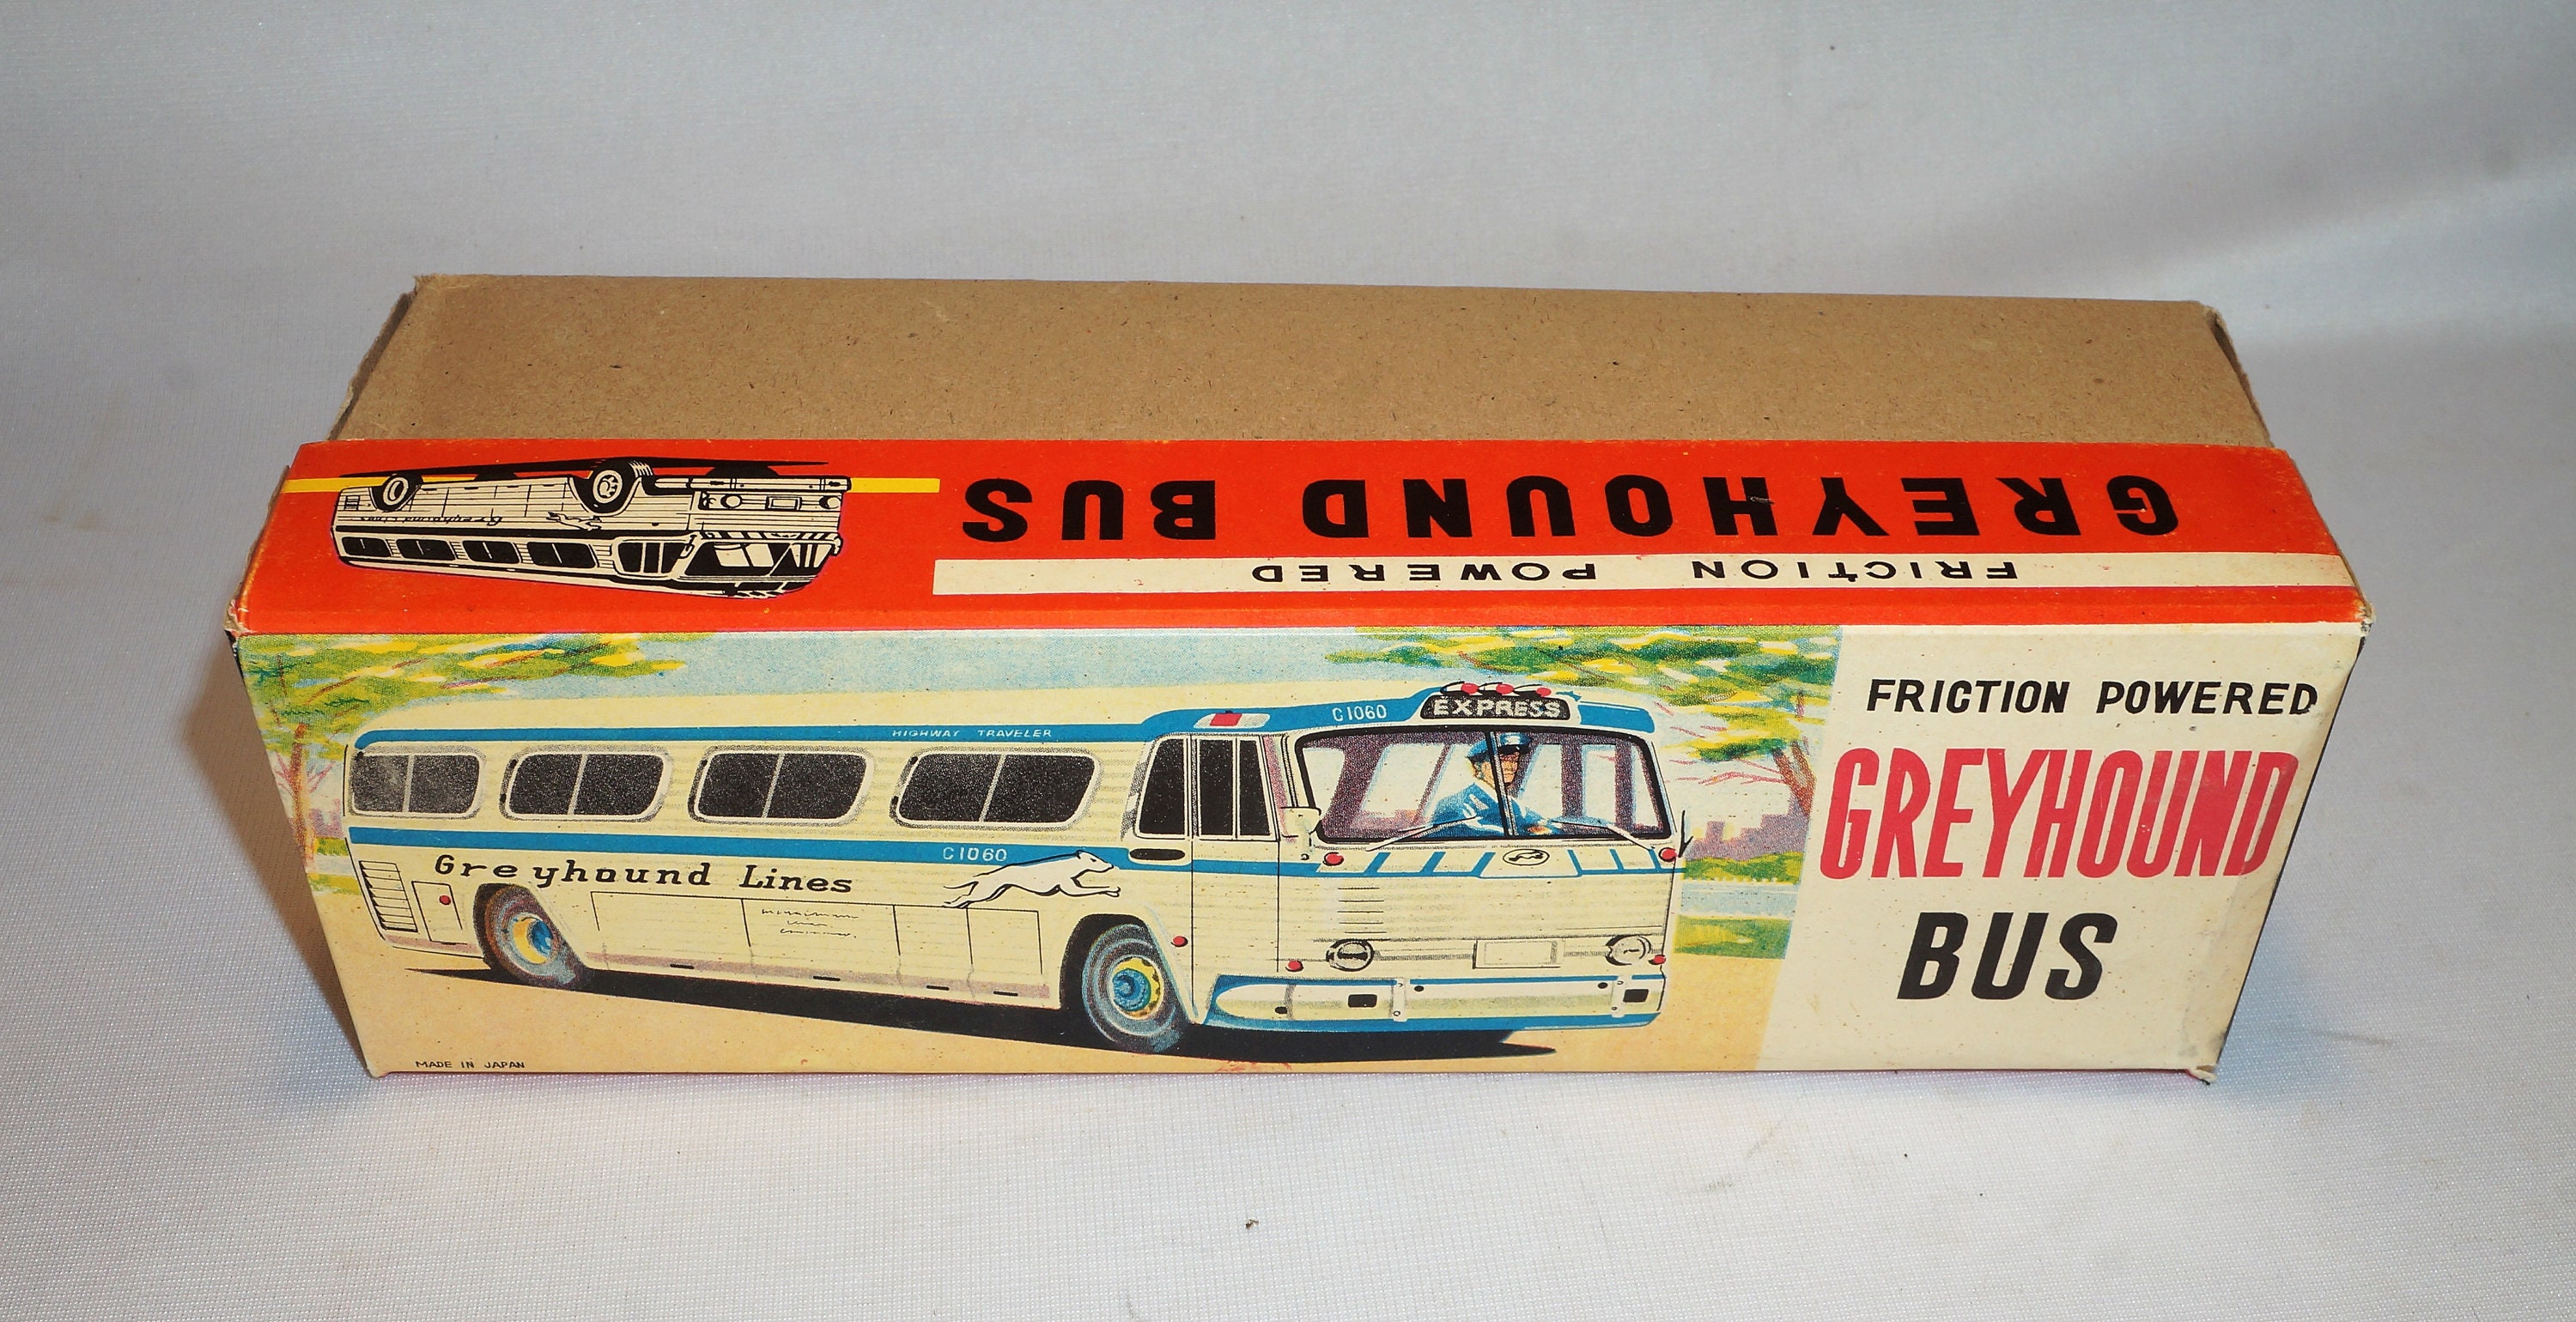 GREYHOUND BUS
FRICTION POWERED
FRICTION POWERED
GREYHOUND
BUS
C1060
EXPRESS
HIGHWAY TRAVELER
C1060
Greyhound Lines
MADE IN JAPAN